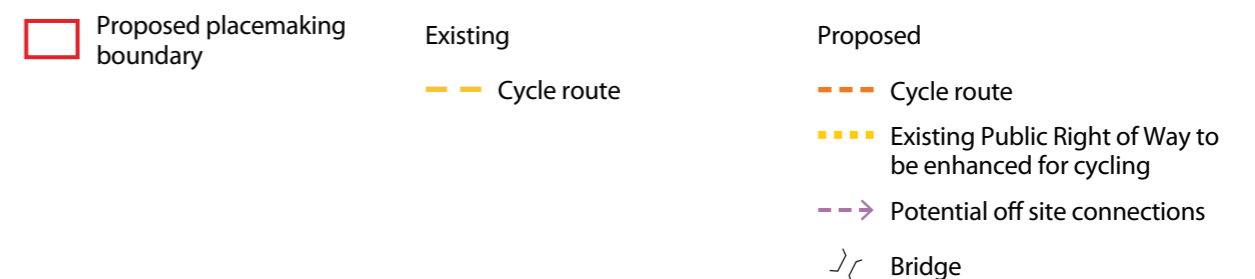 Proposed placemaking
boundary
Existing
Cycle route
Proposed
Cycle route
Existing Public Right of Way to
be enhanced for cycling
Potential off site connections
Bridge